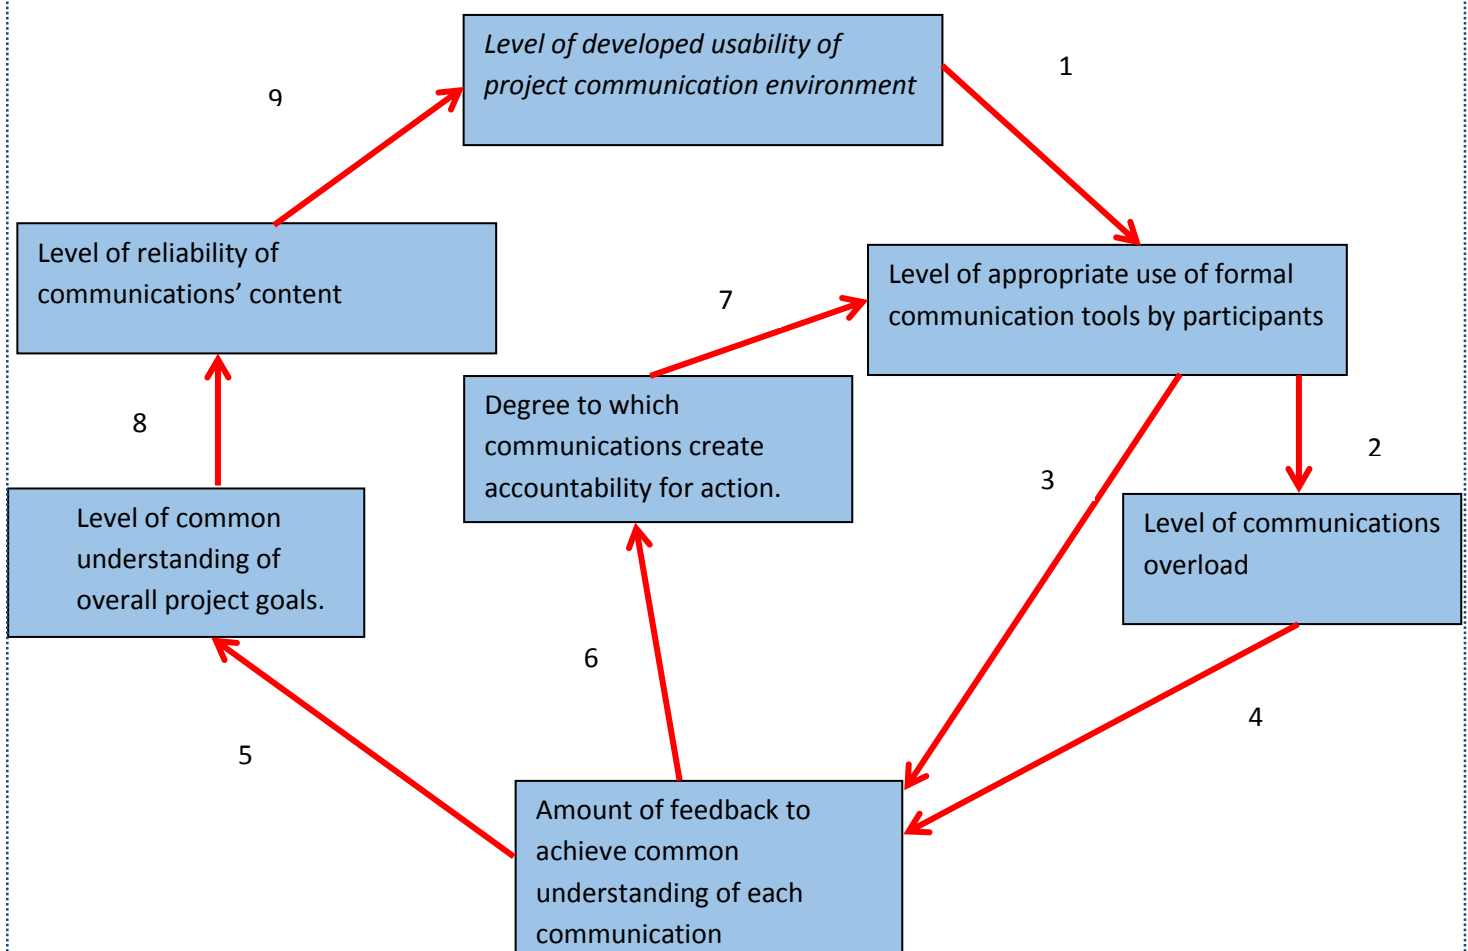 Level of developed usability of
project communication environment
1
9
Level of reliability of
communications’ content
Level of appropriate use of formal
communication tools by participants
7
Degree to which
communications create
accountability for action.
8
2
3
Level of common
understanding of
overall project goals.
Level of communications
overload
6
4
5
Amount of feedback to
achieve common
understanding of each
communication